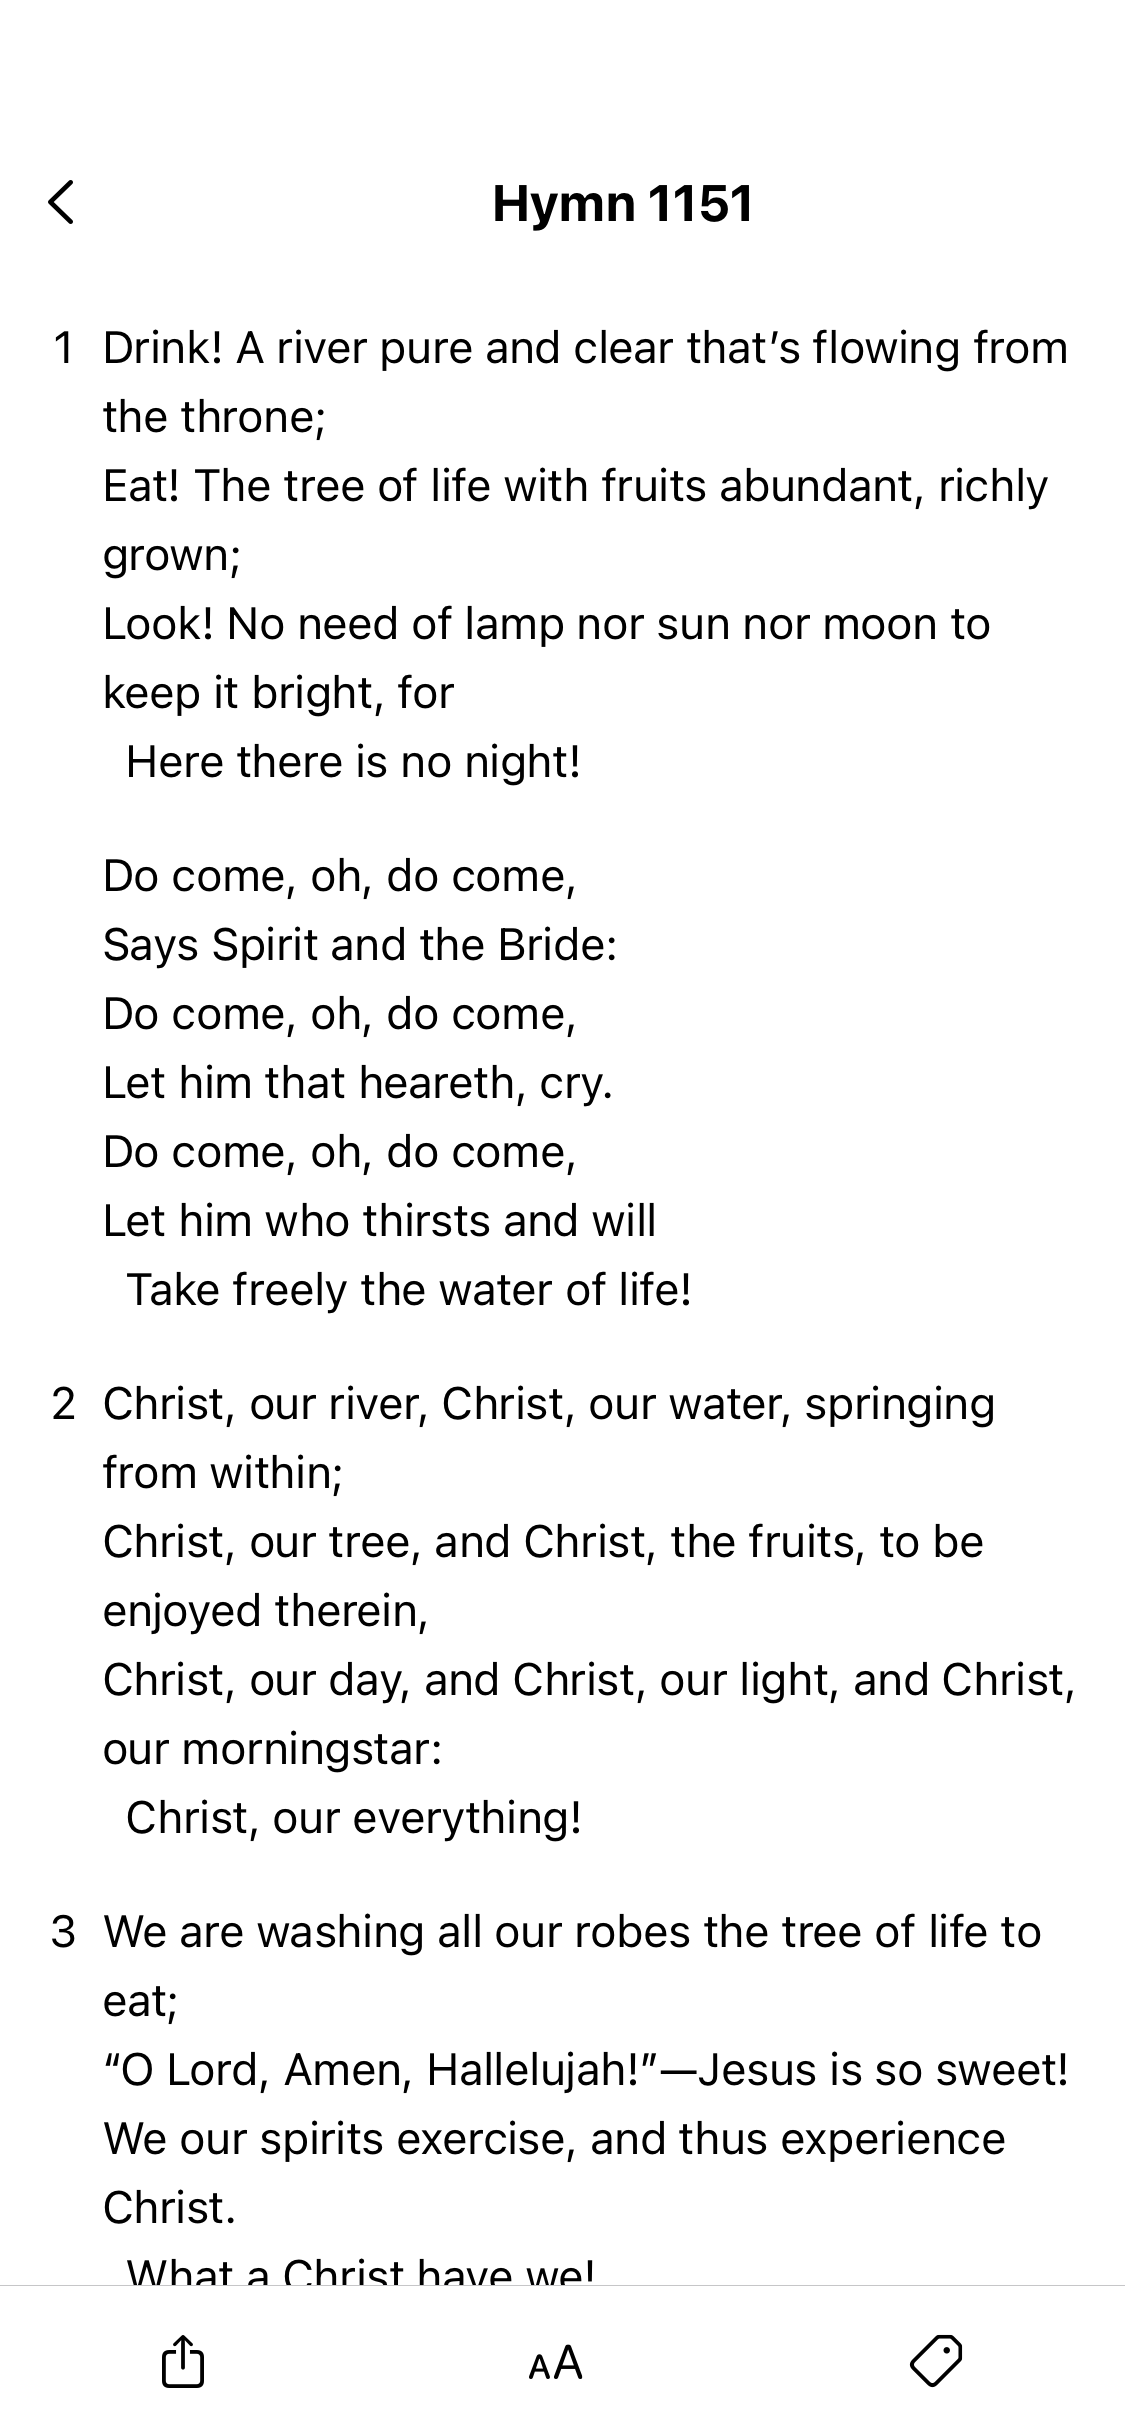 Hymn 1151
1 Drink! A river pure and clear that’s flowing from
the throne;
Eat! The tree of life with fruits abundant, richly
grown;
Look! No need of lamp nor sun nor moon to
keep it bright, for
Here there is no night!
Do come, oh, do come,
Says Spirit and the Bride:
Do come, oh, do come,
Let him that heareth, cry.
Do come, oh, do come,
Let him who thirsts and will
Take freely the water of life!
2 Christ, our river, Christ, our water, springing
from within;
Christ, our tree, and Christ, the fruits, to be
enjoyed therein,
Christ, our day, and Christ, our light, and Christ,
our morningstar:
Christ, our everything!
3 We are washing all our robes the tree of life to
eat;
“O Lord, Amen, Hallelujah!”—Jesus is so sweet!
We our spirits exercise, and thus experience
Christ.
What a Christ have we!
AA